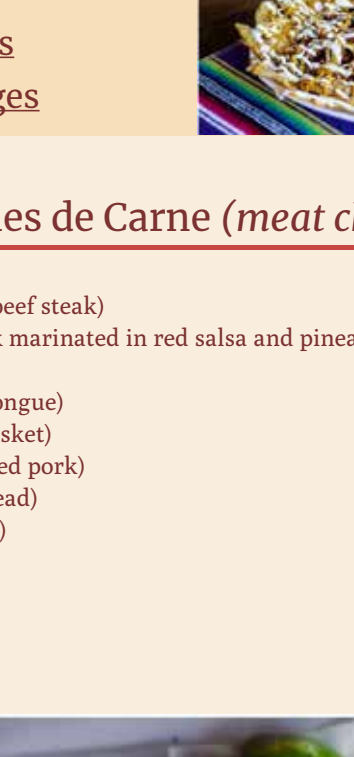 s
ges
es de Carne (meat c
beef steak)
marinated in red salsa and pinea
ongue)
sket)
ed pork)
ead)
)